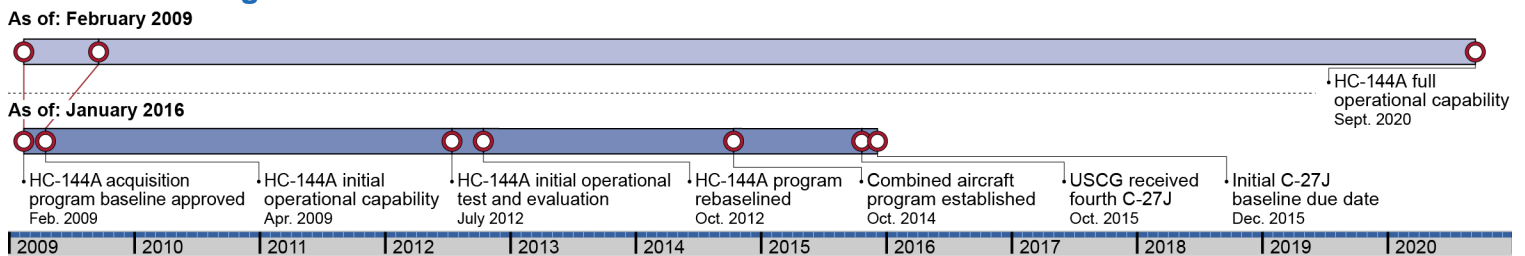 As of: February 2009
HC-144A full
operational capability
Sept. 2020
As of: January 2016
HC-144A acquisition
program baseline approved
Feb. 2009
HC-144A initial
operational capability
Apr. 2009
HC-144A initial operational
test and evaluation
July 2012
HC-144A program
rebaselined
Oct. 2012
Combined aircraft
program established
Oct. 2014
USCG received
fourth C-27J
Oct. 2015
Initial C-27J
baseline due date
Dec. 2015
2009 2010 2011 2012 2013 2014 2015 2016 2017 2018 2019 2020